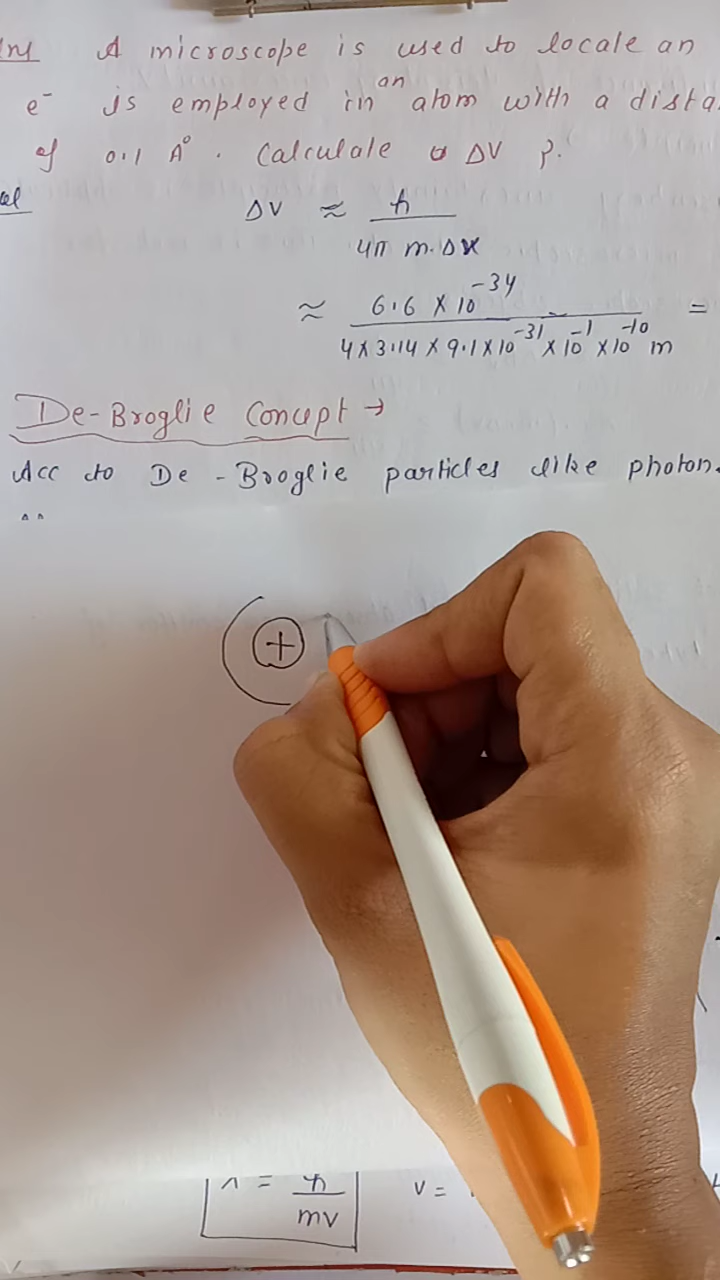 A microscope is used to locale an
e⁻ is employed in an atom with a dista
of 0.1 A° . Calculate ΔV ?.
ΔV ≈ ℏ / 4π m.Δx
≈ 6.6 × 10⁻³⁴ / 4 × 3.14 × 9.1 × 10⁻³¹ × 10⁻¹ × 10⁻¹⁰ m =
De-Broglie Concept →
Acc to De - Broglie particles like photon
+
λ = ℏ / mv v =